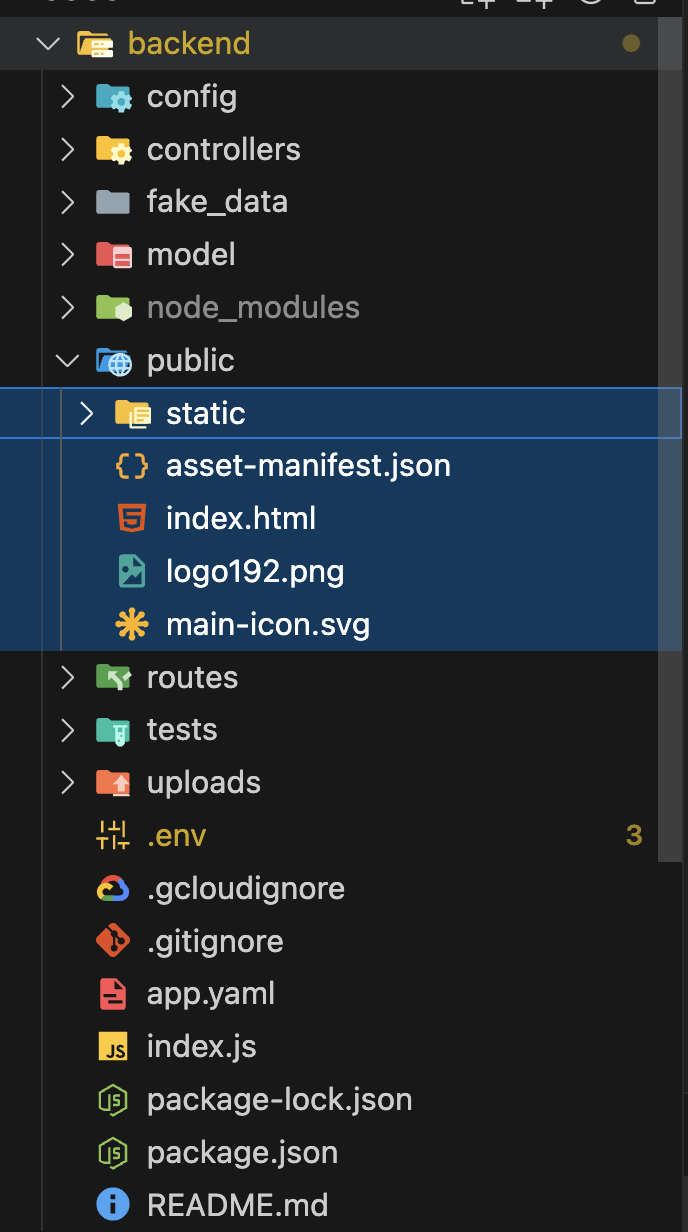 backend
config
controllers
fake_data
model
node_modules
public
static
asset-manifest.json
index.html
logo192.png
main-icon.svg
routes
tests
uploads
.env 3
.gcloudignore
.gitignore
app.yaml
JS index.js
package-lock.json
package.json
README.md